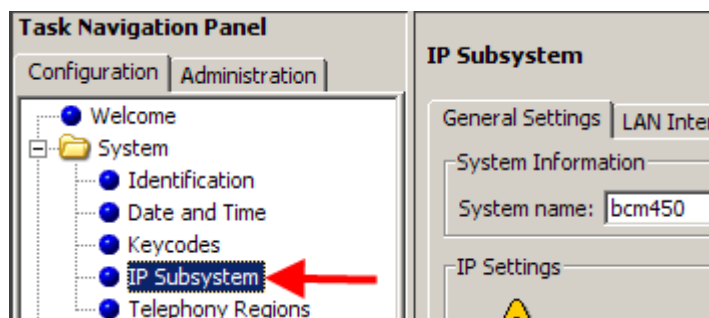 Task Navigation Panel
Configuration
Administration
Welcome
System
Identification
Date and Time
Keycodes
IP Subsystem
Telephony Regions
IP Subsystem
General Settings
LAN Inter
System Information
System name: bcm450
IP Settings